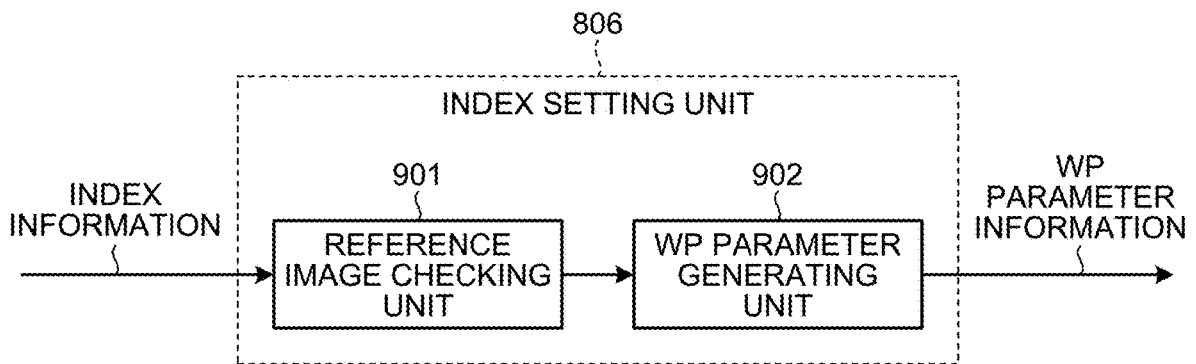 806
INDEX SETTING UNIT
INDEX
INFORMATION
901
REFERENCE
IMAGE CHECKING
UNIT
902
WP PARAMETER
GENERATING
UNIT
WP
PARAMETER
INFORMATION